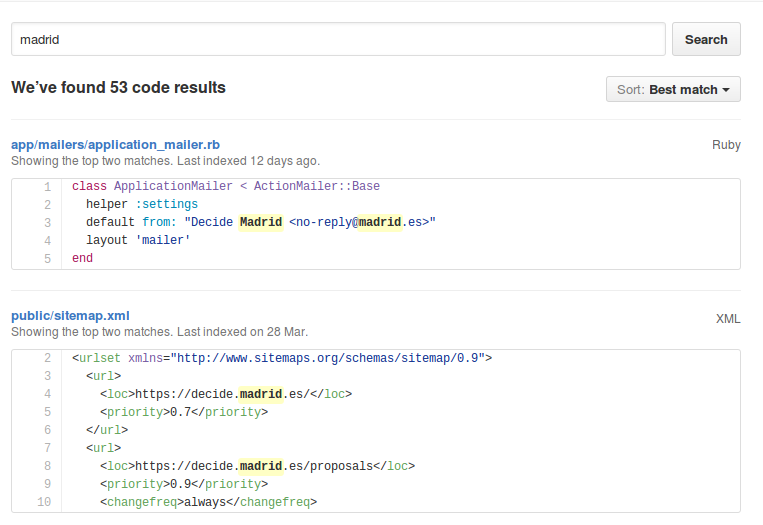 madrid
Search
We've found 53 code results
Sort: Best match
app/mailers/application_mailer.rb
Ruby
Showing the top two matches. Last indexed 12 days ago.
1 class ApplicationMailer < ActionMailer::Base
2 helper :settings
3 default from: "Decide Madrid <no-reply@madrid.es>"
4 layout 'mailer'
5 end
public/sitemap.xml
XML
Showing the top two matches. Last indexed on 28 Mar.
2 <urlset xmlns="http://www.sitemaps.org/schemas/sitemap/0.9">
3 <url>
4 <loc>https://decide.madrid.es/</loc>
5 <priority>0.7</priority>
6 </url>
7 <url>
8 <loc>https://decide.madrid.es/proposals</loc>
9 <priority>0.9</priority>
10 <changefreq>always</changefreq>